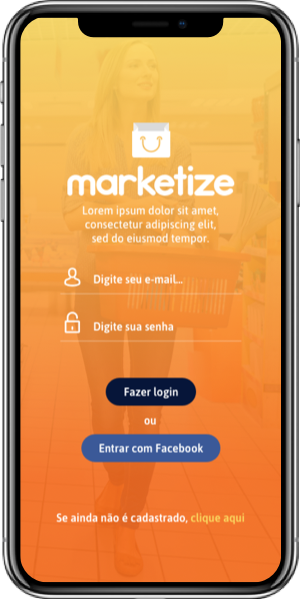 marketize
Lorem ipsum dolor sit amet,
consectetur adipiscing elit,
sed do eiusmod tempor.
Digite seu e-mail...
Digite sua senha
Fazer login
ou
Entrar com Facebook
Se ainda não é cadastrado, clique aqui